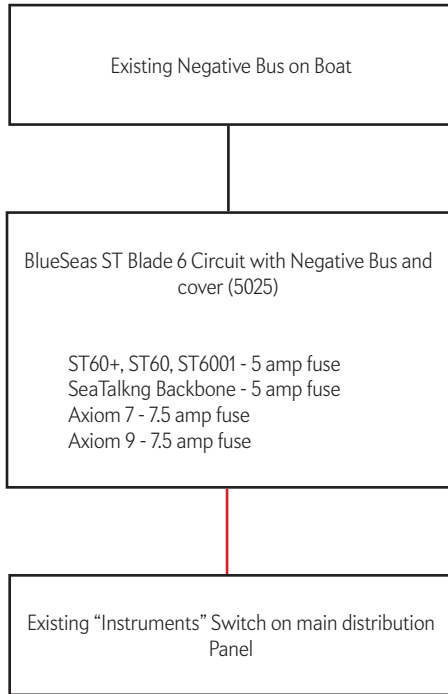 Existing Negative Bus on Boat
BlueSeas ST Blade 6 Circuit with Negative Bus and
cover (5025)
ST60+, ST60, ST6001 - 5 amp fuse
SeaTalkng Backbone - 5 amp fuse
Axiom 7 - 7.5 amp fuse
Axiom 9 - 7.5 amp fuse
Existing “Instruments” Switch on main distribution
Panel